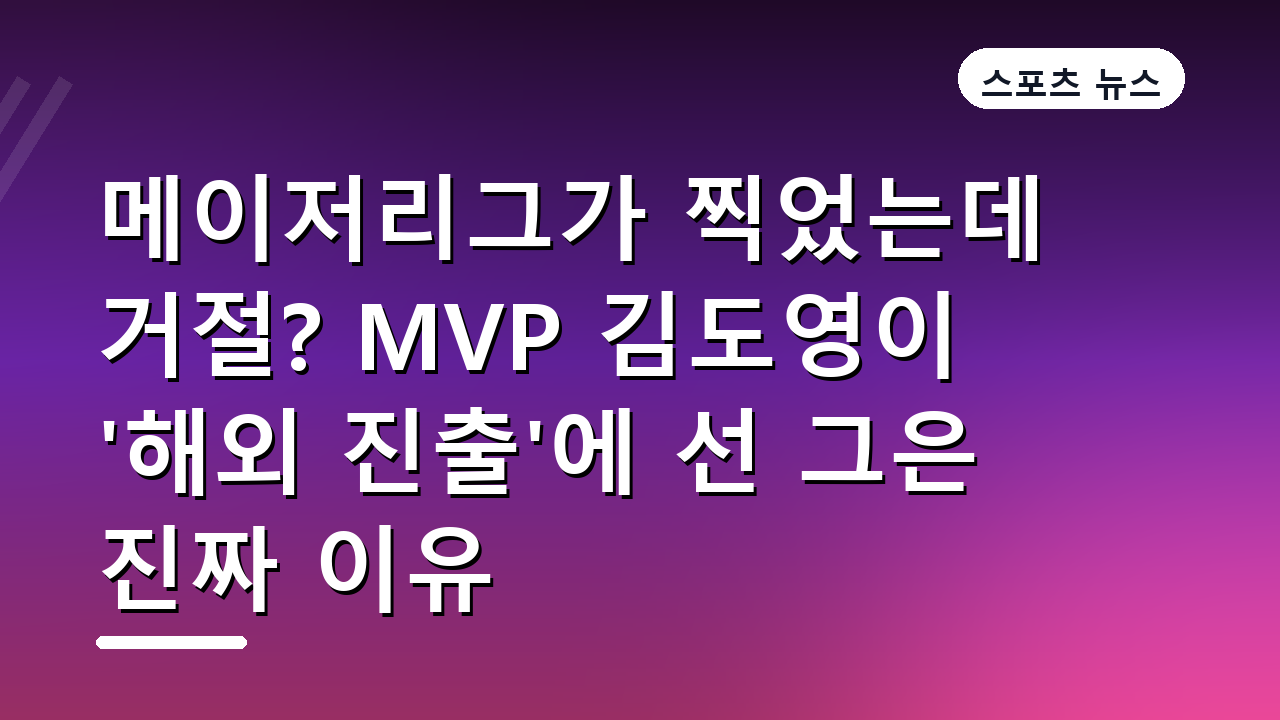 스포츠 뉴스
메이저리그가 찍었는데
거절? MVP 김도영이
'해외 진출'에 선 그은
진짜 이유